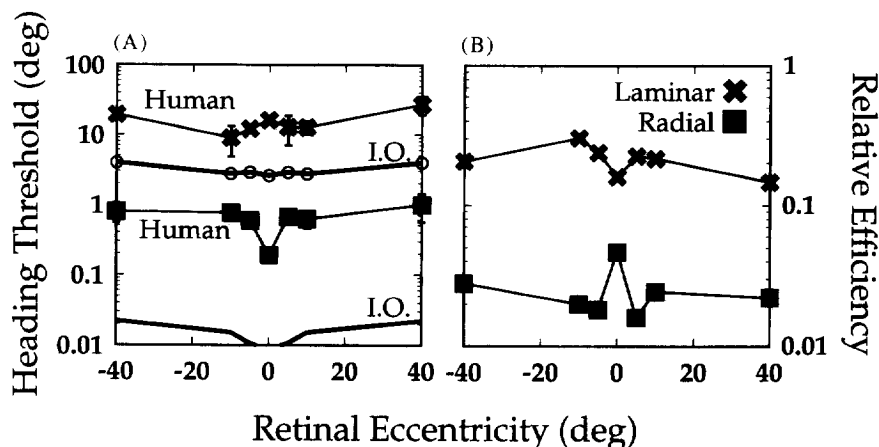 Heading Threshold (deg)
(A)
100
10
1
0.1
0.01
Human
I.O.
Human
I.O.
-40 -20 0 20 40
(B)
Laminar
Radial
1
0.1
0.01
-40 -20 0 20 40
Relative Efficiency
Retinal Eccentricity (deg)